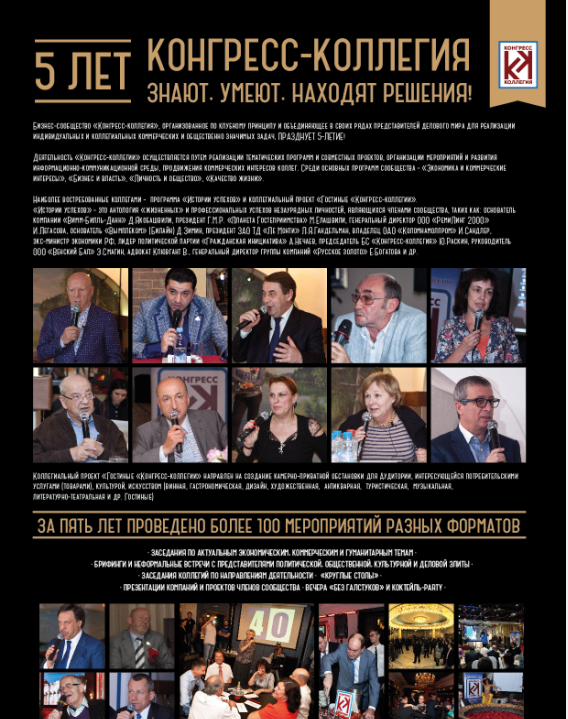 5 ЛЕТ
КОНГРЕСС-КОЛЛЕГИЯ
ЗНАЮТ. УМЕЮТ. НАХОДЯТ РЕШЕНИЯ!
КОНГРЕСС
КК
КОЛЛЕГИЯ
Бизнес-сообщество «Конгресс-коллегия», организованное по клубному принципу и объединяющее в своих рядах представителей делового мира для реализации
индивидуальных и коллегиальных коммерческих и общественно значимых задач, ПРАЗДНУЕТ 5-ЛЕТИЕ!
Деятельность «Конгресс-коллегии» осуществляется путем реализации тематических программ и совместных проектов, организации мероприятий и развития
информационно-коммуникационной среды, продвижения коммерческих интересов коллег. Среди основных программ сообщества - «Экономика и коммерческие
интересы», «Бизнес и власть», «Личность и общество», «Качество жизни».
Наиболее востребованные коллегами - программа «Истории успехов» и коллегиальный проект «Гостиные «Конгресс-коллегии».
«Истории успехов» - это антология «жизненных» и профессиональных успехов незаурядных личностей, являющихся членами сообщества, таких как: основатель
компании «Вимм-Билль-Данн» Д.Якобашвили, президент Г.М.Р. «Планета Гостеприимства» М.Елашвили, генеральный директор ООО «РемиЛинг 2000»
И.Легасова, основатель «Вымпелком» (Билайн) Д.Зимин, президент ЗАО ТД «Ле Монти» Л.Я.Гандельман, владелец ОАО «Коломнамолпром» И.Сандлер,
экс-министр экономики РФ, лидер политической партии «Гражданская инициатива» А.Нечаев, председатель БС «Конгресс-коллегия» Ю.Раскин, руководитель
ООО «Венский Бал» Э.Смагин, адвокат Клювгант В., генеральный директор группы компаний «Русское золото» Е.Богатова и др.
КОНГРЕСС
Коллегиальный проект «Гостиные «Конгресс-коллегии» направлен на создание камерно-приватной обстановки для аудитории, интересующейся потребительскими
услугами (товарами), культурой, искусством (винная, гастрономическая, дизайн, художественная, антикварная, туристическая, музыкальная,
литературно-театральная и др. гостиные)
ЗА ПЯТЬ ЛЕТ ПРОВЕДЕНО БОЛЕЕ 100 МЕРОПРИЯТИЙ РАЗНЫХ ФОРМАТОВ
· ЗАСЕДАНИЯ ПО АКТУАЛЬНЫМ ЭКОНОМИЧЕСКИМ, КОММЕРЧЕСКИМ И ГУМАНИТАРНЫМ ТЕМАМ ·
· БРИФИНГИ И НЕФОРМАЛЬНЫЕ ВСТРЕЧИ С ПРЕДСТАВИТЕЛЯМИ ПОЛИТИЧЕСКОЙ, ОБЩЕСТВЕННОЙ, КУЛЬТУРНОЙ И ДЕЛОВОЙ ЭЛИТЫ ·
· ЗАСЕДАНИЯ КОЛЛЕГИЙ ПО НАПРАВЛЕНИЯМ ДЕЯТЕЛЬНОСТИ · «КРУГЛЫЕ СТОЛЫ» ·
· ПРЕЗЕНТАЦИИ КОМПАНИЙ И ПРОЕКТОВ ЧЛЕНОВ СООБЩЕСТВА · ВЕЧЕРА «БЕЗ ГАЛСТУКОВ» И КОКТЕЙЛЬ-PARTY ·
40